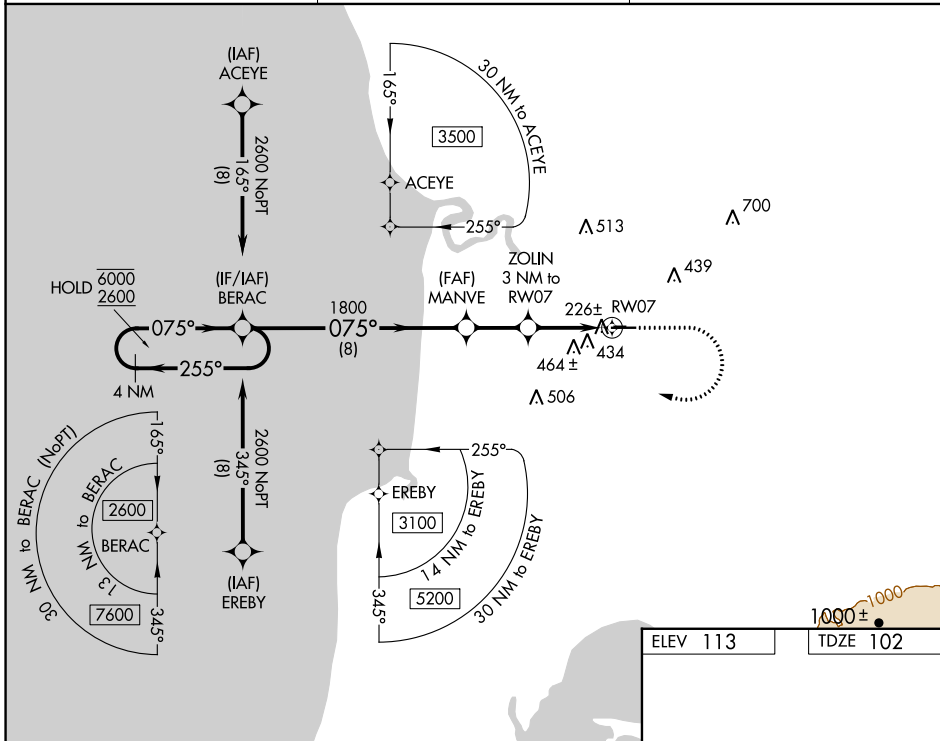 (IAF)
ACEYE
2600 NoPT
165°
(8)
165°
30 NM to ACEYE
3500
ACEYE
255°
700
513
439
HOLD 6000
2600
(IF/IAF)
BERAC
075°
255°
4 NM
1800
075°
(8)
(FAF)
MANVE
ZOLIN
3 NM to
RW07
226±
RW07
464 ±
434
506
2600 NoPT
345°
(8)
(IAF)
EREBY
30 NM to BERAC (NoPT)
13 NM to BERAC
165°
2600
BERAC
7600
345°
255°
EREBY
3100
14 NM to EREBY
5200
30 NM to EREBY
345°
1000
1000 ±
ELEV 113
TDZE 102